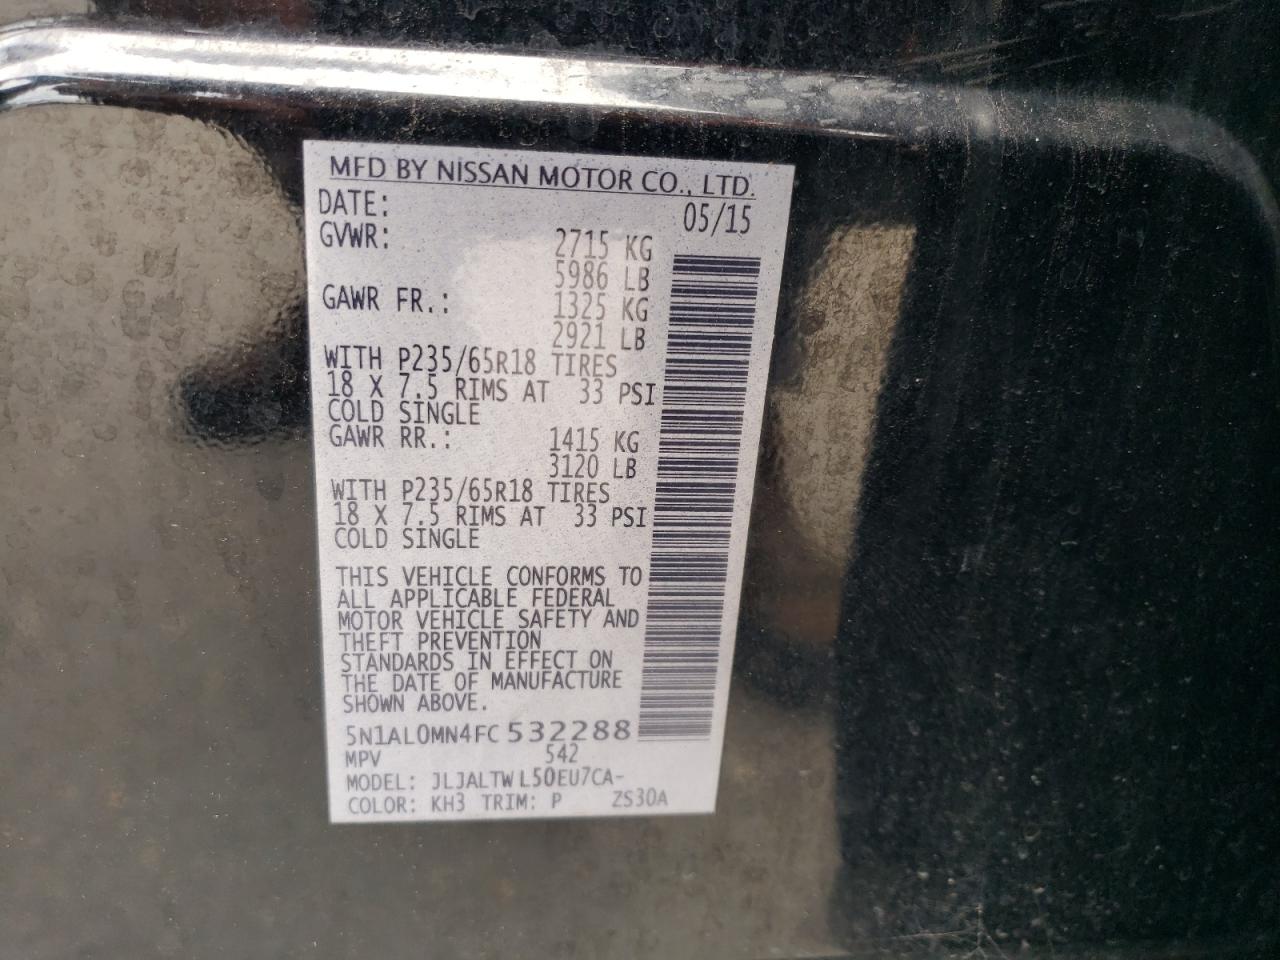 MFD BY NISSAN MOTOR CO., LTD.
DATE: 05/15
GVWR: 2715 KG
5986 LB
GAWR FR.: 1325 KG
2921 LB
WITH P235/65R18 TIRES
18 X 7.5 RIMS AT 33 PSI
COLD SINGLE
GAWR RR.: 1415 KG
3120 LB
WITH P235/65R18 TIRES
18 X 7.5 RIMS AT 33 PSI
COLD SINGLE
THIS VEHICLE CONFORMS TO
ALL APPLICABLE FEDERAL
MOTOR VEHICLE SAFETY AND
THEFT PREVENTION
STANDARDS IN EFFECT ON
THE DATE OF MANUFACTURE
SHOWN ABOVE.
5N1AL0MN4FC 532288
MPV 542
MODEL: JLJALTW L50EU7CA-
COLOR: KH3 TRIM: P ZS30A